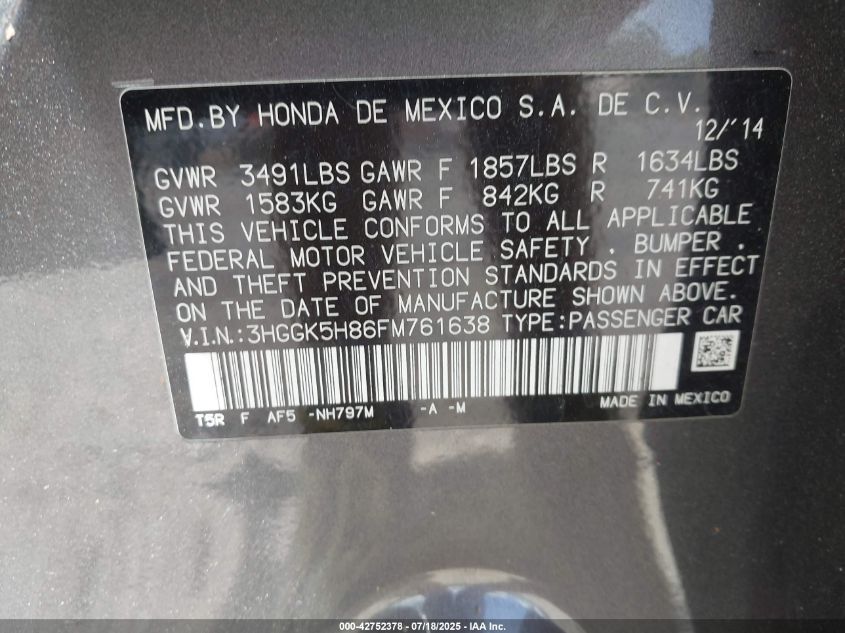 MFD.BY HONDA DE MEXICO S.A. DE C.V.
12/'14
GVWR 3491LBS GAWR F 1857LBS R 1634LBS
GVWR 1583KG GAWR F 842KG R 741KG
THIS VEHICLE CONFORMS TO ALL APPLICABLE
FEDERAL MOTOR VEHICLE SAFETY . BUMPER .
AND THEFT PREVENTION STANDARDS IN EFFECT
ON THE DATE OF MANUFACTURE SHOWN ABOVE.
V.I.N.:3HGGK5H86FM761638 TYPE:PASSENGER CAR
T5R F AF5 -NH797M -A -M MADE IN MEXICO
000-42752378 - 07/18/2025 - IAA Inc.